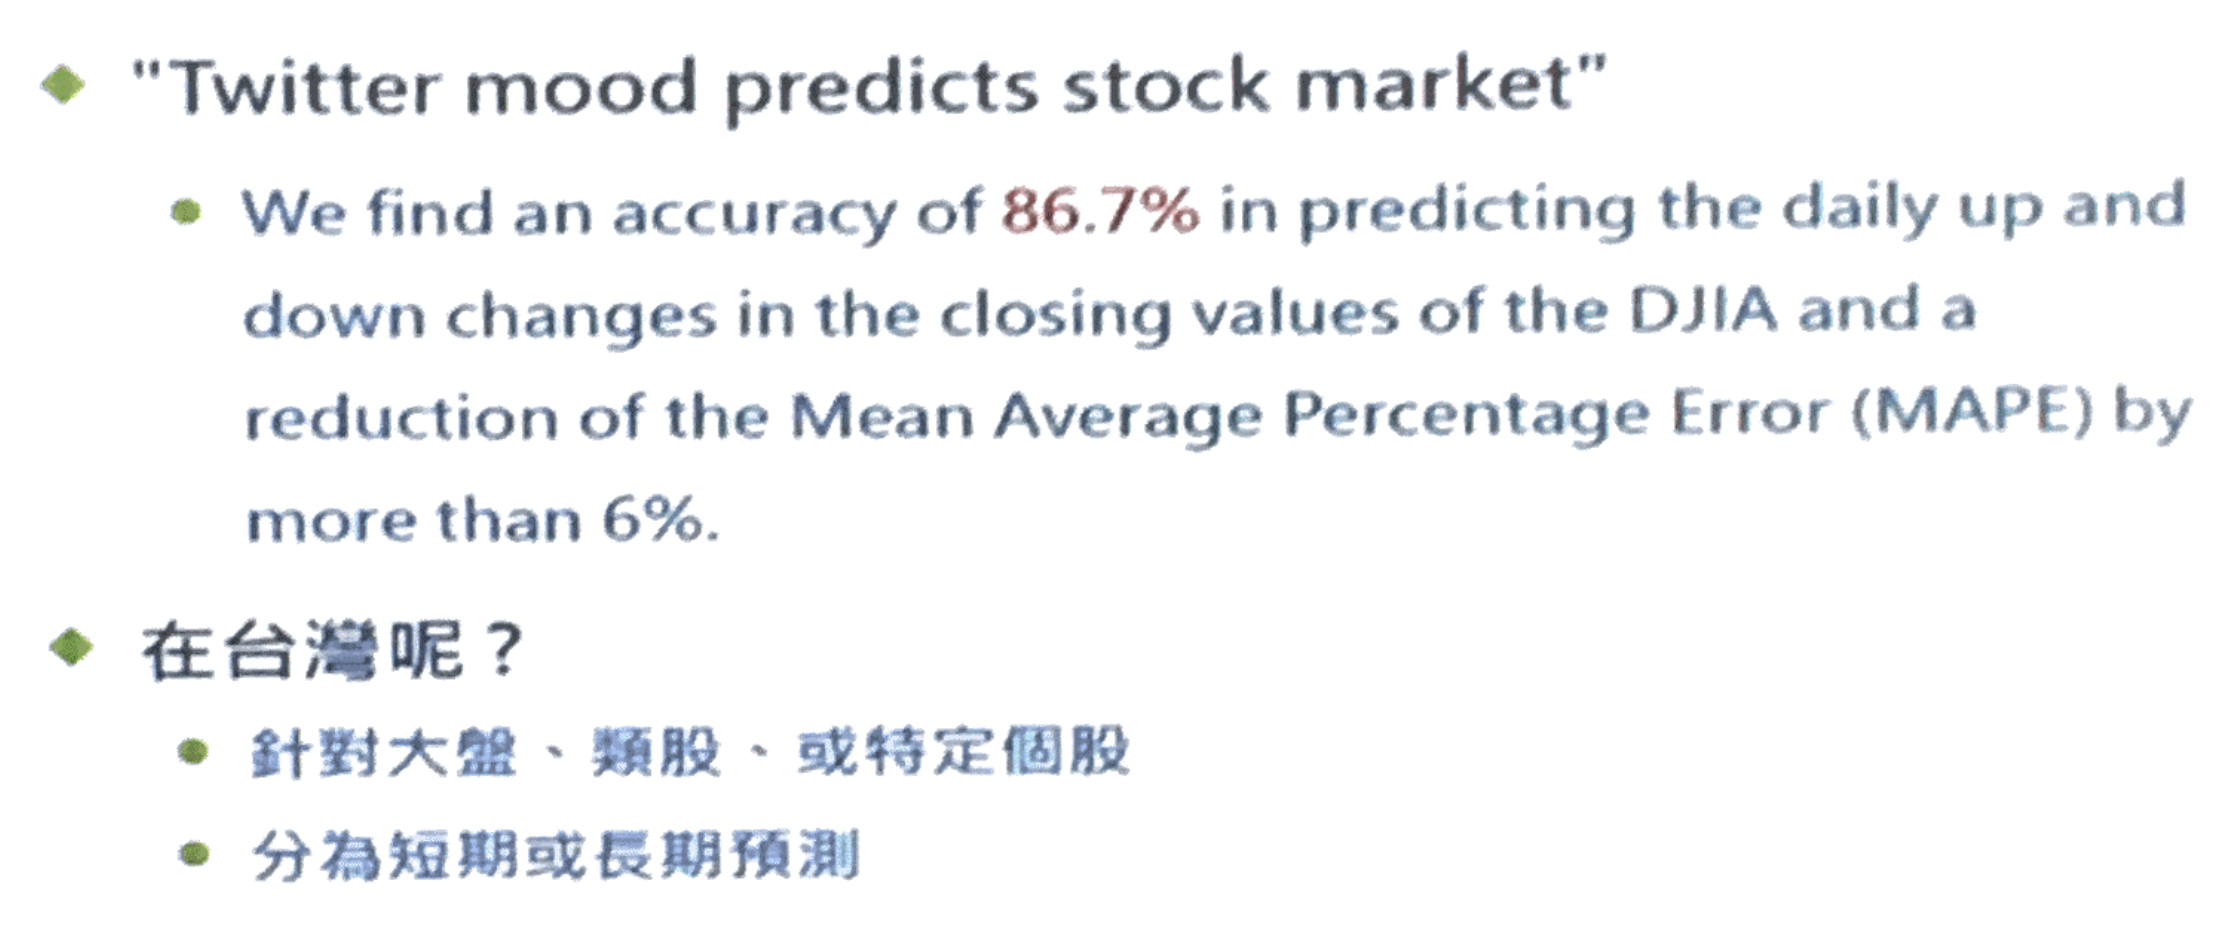 "Twitter mood predicts stock market"
We find an accuracy of 86.7% in predicting the daily up and
down changes in the closing values of the DJIA and a
reduction of the Mean Average Percentage Error (MAPE) by
more than 6%.
在台灣呢？
針對大盤、類股、或特定個股
分為短期或長期預測